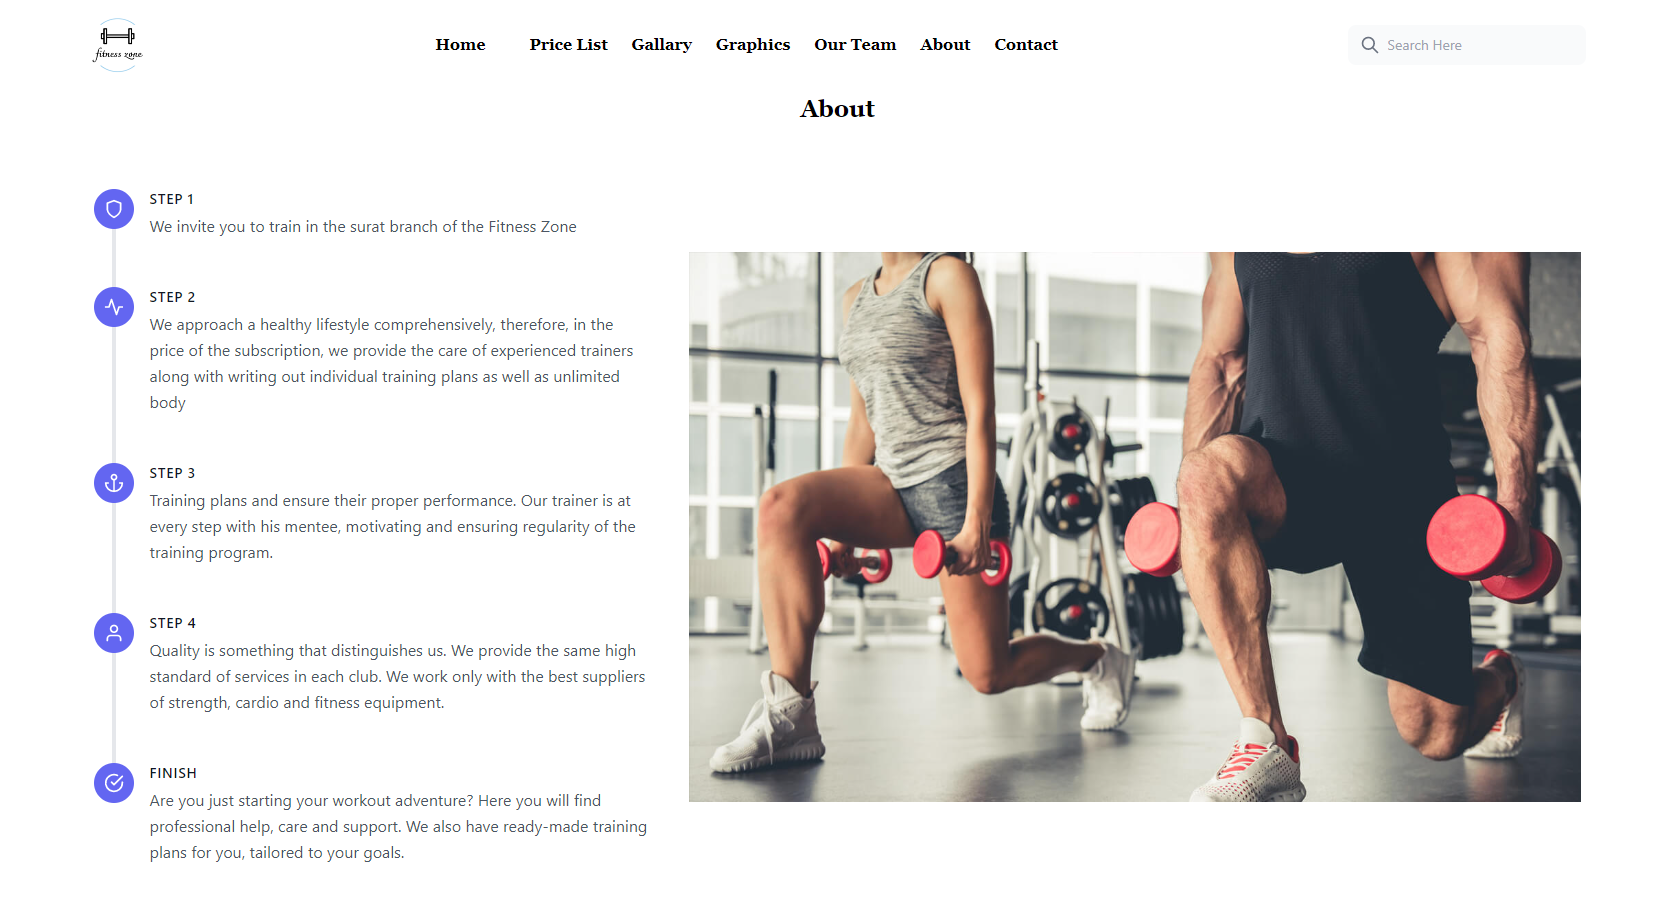 fitness zone
Home Price List Gallary Graphics Our Team About Contact
Search Here
About
STEP 1
We invite you to train in the surat branch of the Fitness Zone
STEP 2
We approach a healthy lifestyle comprehensively, therefore, in the
price of the subscription, we provide the care of experienced trainers
along with writing out individual training plans as well as unlimited
body
STEP 3
Training plans and ensure their proper performance. Our trainer is at
every step with his mentee, motivating and ensuring regularity of the
training program.
STEP 4
Quality is something that distinguishes us. We provide the same high
standard of services in each club. We work only with the best suppliers
of strength, cardio and fitness equipment.
FINISH
Are you just starting your workout adventure? Here you will find
professional help, care and support. We also have ready-made training
plans for you, tailored to your goals.